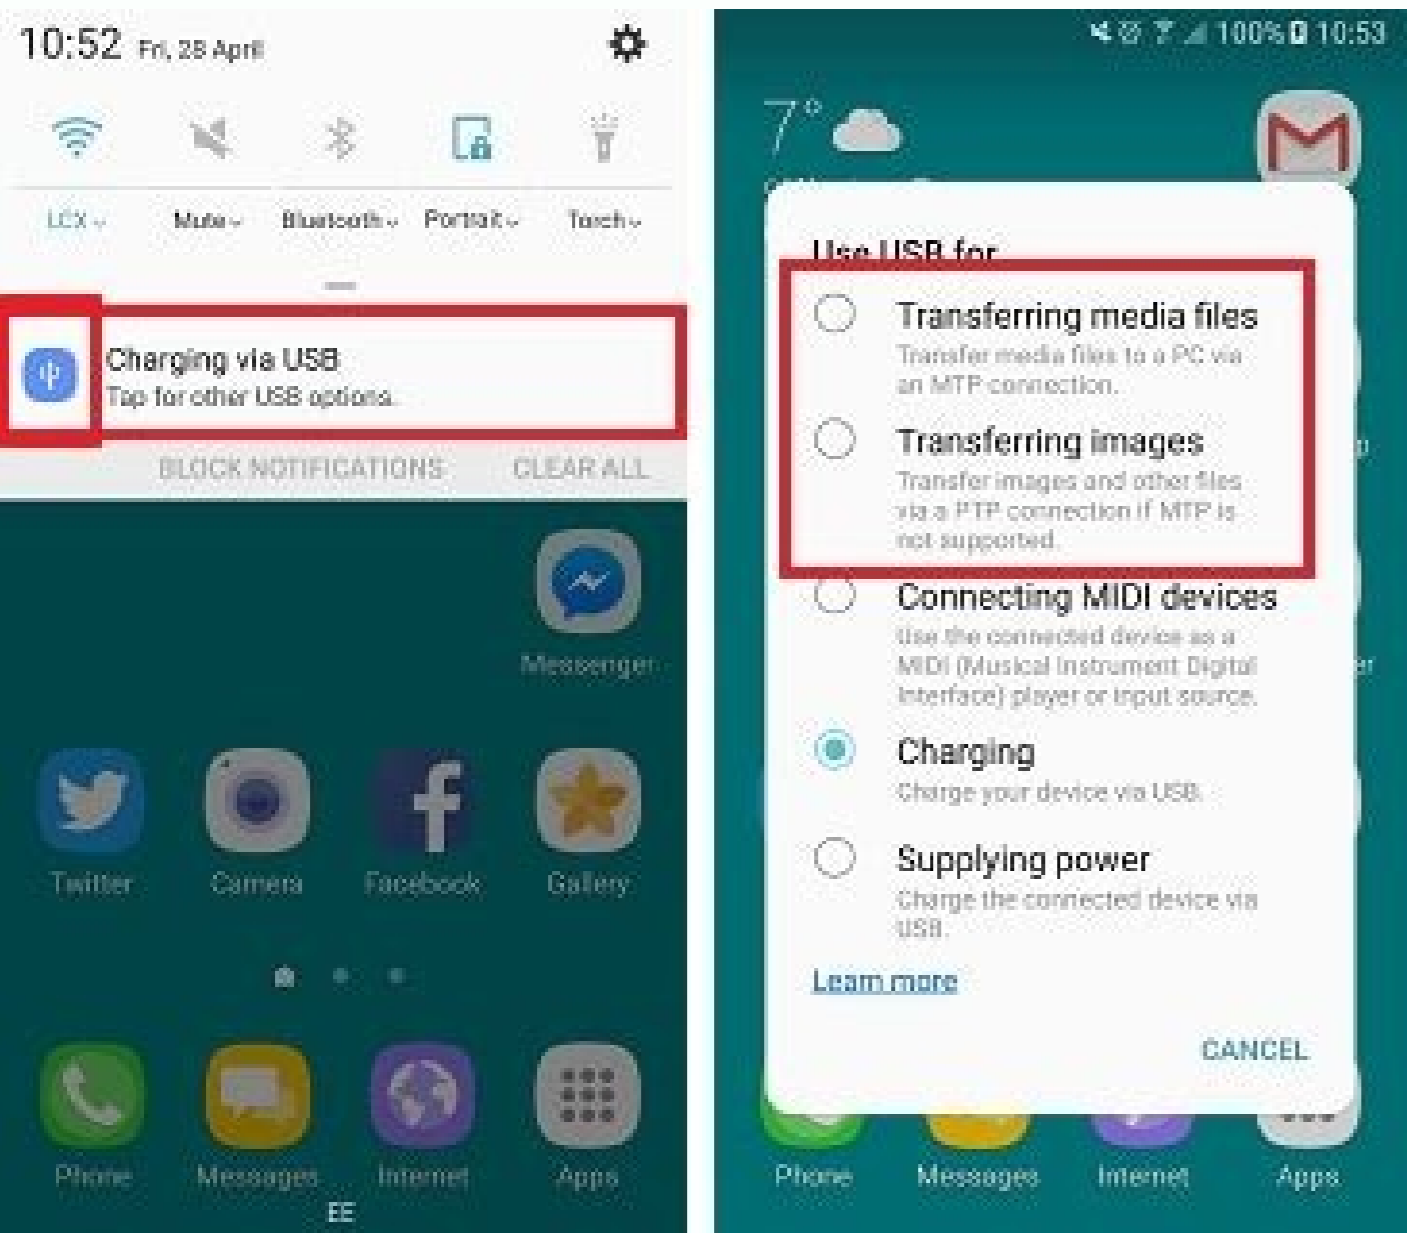 10:52 Fri, 28 April
LCX
Mute
Bluetooth
Portrait
Torch
Charging via USB
Tap for other USB options.
BLOCK NOTIFICATIONS
CLEAR ALL
Messenger
Twitter
Camera
Facebook
Gallery
Phone
Messages
Internet
Apps
EE
100% 10:53
7°
Use USB for
Transferring media files
Transfer media files to a PC via
an MTP connection.
Transferring images
Transfer images and other files
via a PTP connection if MTP is
not supported.
Connecting MIDI devices
Use the connected device as a
MIDI (Musical Instrument Digital
Interface) player or input source.
Charging
Charge your device via USB.
Supplying power
Charge the connected device via
USB.
Learn more
CANCEL
Phone
Messages
Internet
Apps